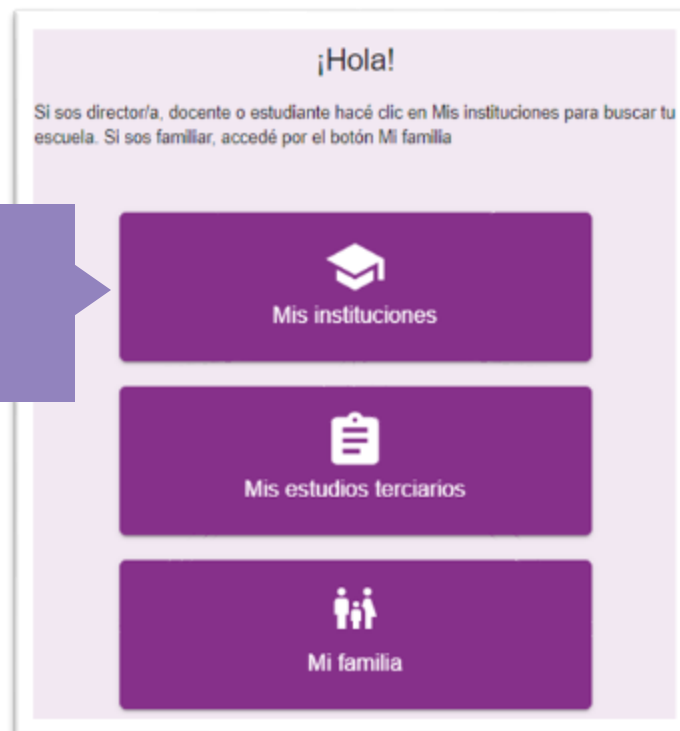 ¡Hola!
Si sos director/a, docente o estudiante hacé clic en Mis instituciones para buscar tu
escuela. Si sos familiar, accedé por el botón Mi familia
Mis instituciones
Mis estudios terciarios
Mi familia